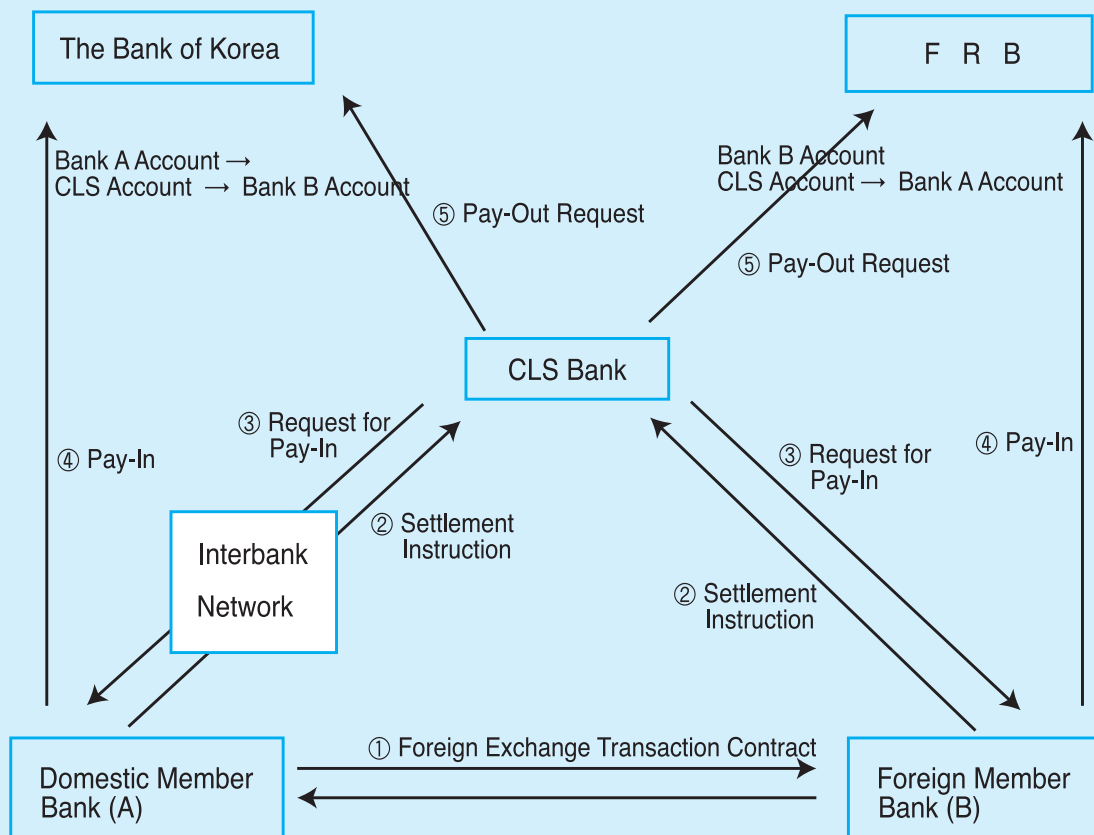 The Bank of Korea
F R B
Bank A Account →
CLS Account → Bank B Account
Bank B Account
CLS Account → Bank A Account
⑤ Pay-Out Request
⑤ Pay-Out Request
CLS Bank
③ Request for
Pay-In
③ Request for
Pay-In
④ Pay-In
④ Pay-In
② Settlement
Instruction
Interbank
Network
② Settlement
Instruction
① Foreign Exchange Transaction Contract
Domestic Member
Bank (A)
Foreign Member
Bank (B)